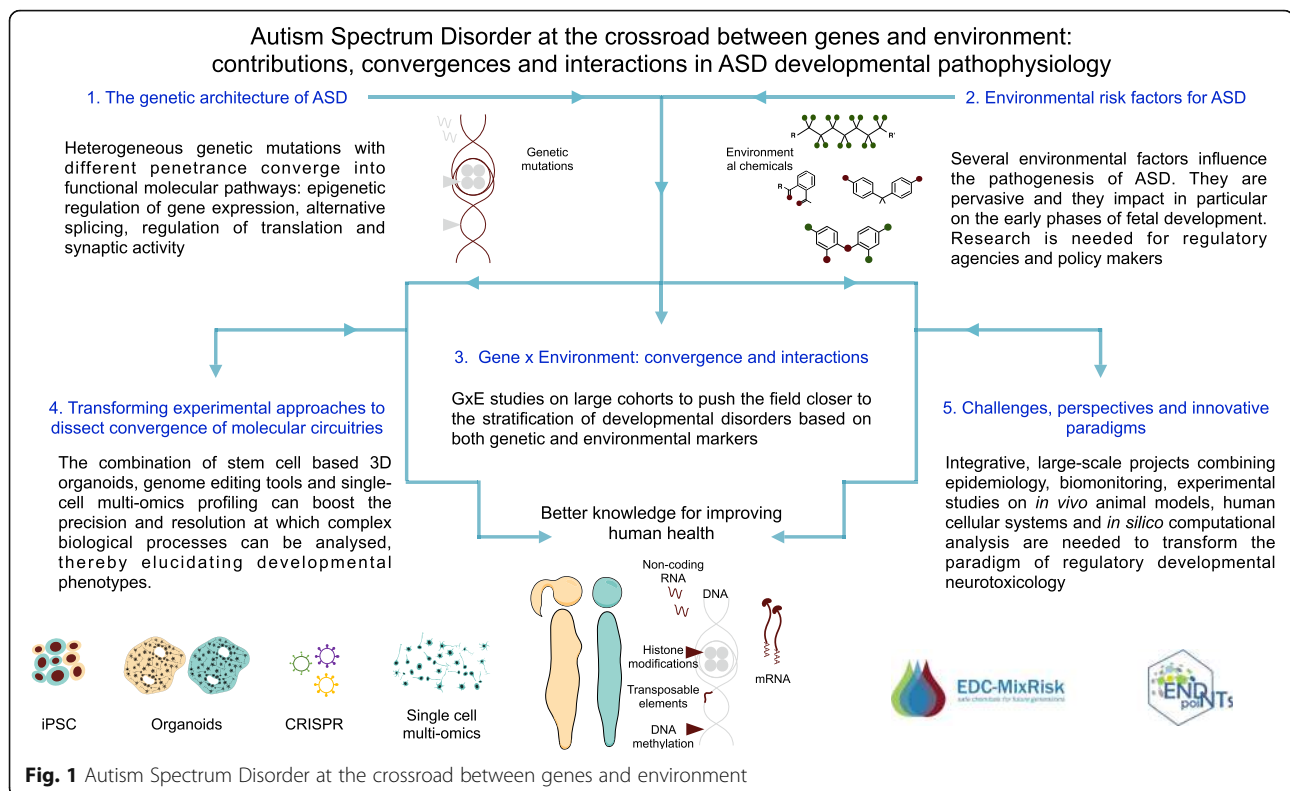 Autism Spectrum Disorder at the crossroad between genes and environment:
contributions, convergences and interactions in ASD developmental pathophysiology
1. The genetic architecture of ASD
Heterogeneous genetic mutations with
different penetrance converge into
functional molecular pathways: epigenetic
regulation of gene expression, alternative
splicing, regulation of translation and
synaptic activity
Genetic
mutations
2. Environmental risk factors for ASD
Environment
al chemicals
R
R'
R
Several environmental factors influence
the pathogenesis of ASD. They are
pervasive and they impact in particular
on the early phases of fetal development.
Research is needed for regulatory
agencies and policy makers
3. Gene x Environment: convergence and interactions
GxE studies on large cohorts to push the field closer to
the stratification of developmental disorders based on
both genetic and environmental markers
4. Transforming experimental approaches to
dissect convergence of molecular circuitries
The combination of stem cell based 3D
organoids, genome editing tools and single-
cell multi-omics profiling can boost the
precision and resolution at which complex
biological processes can be analysed,
thereby elucidating developmental
phenotypes.
iPSC
Organoids
CRISPR
Single cell
multi-omics
5. Challenges, perspectives and innovative
paradigms
Integrative, large-scale projects combining
epidemiology, biomonitoring, experimental
studies on in vivo animal models, human
cellular systems and in silico computational
analysis are needed to transform the
paradigm of regulatory developmental
neurotoxicology
Better knowledge for improving
human health
Non-coding
RNA
DNA
Histone
modifications
mRNA
Transposable
elements
DNA
methylation
EDC-MixRisk
safe chemicals for future generations
END
poiNTs
Fig. 1 Autism Spectrum Disorder at the crossroad between genes and environment